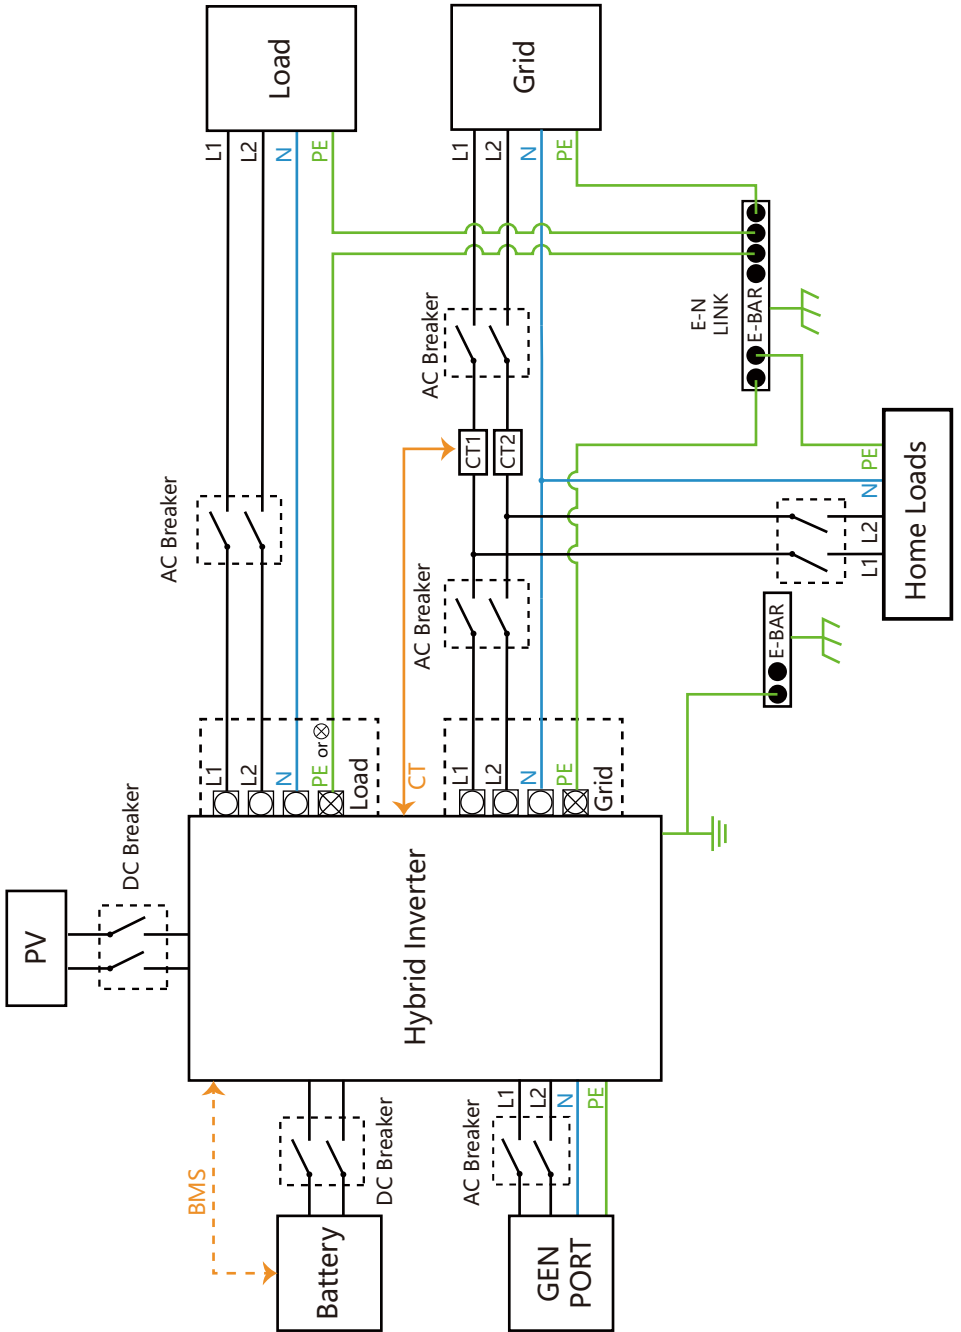 Load
Grid
L1
L2
N
PE
L1
L2
N
PE
E-N
LINK
E-BAR
AC Breaker
CT1
CT2
AC Breaker
AC Breaker
PE
N
L2
L1
Home Loads
E-BAR
L1
L2
N
PE or
Load
CT
L1
L2
N
PE
Grid
DC Breaker
PV
Hybrid Inverter
BMS
DC Breaker
Battery
AC Breaker
L1
L2
N
PE
GEN
PORT